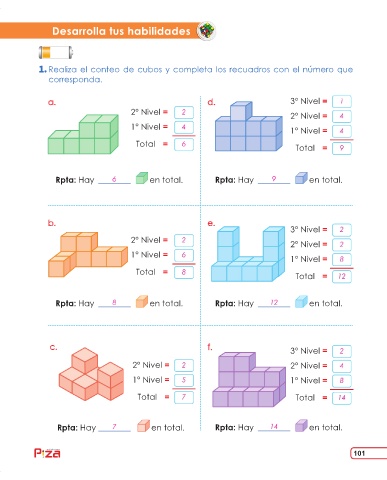 Desarrolla tus habilidades
1. Realiza el conteo de cubos y completa los recuadros con el número que
corresponda.
a.
2° Nivel = 2
1° Nivel = 4
Total = 6
Rpta: Hay 6 en total.
d.
3° Nivel = 1
2° Nivel = 4
1° Nivel = 4
Total = 9
Rpta: Hay 9 en total.
b.
2° Nivel = 2
1° Nivel = 6
Total = 8
Rpta: Hay 8 en total.
e.
3° Nivel = 2
2° Nivel = 2
1° Nivel = 8
Total = 12
Rpta: Hay 12 en total.
c.
2° Nivel = 2
1° Nivel = 5
Total = 7
Rpta: Hay 7 en total.
f.
3° Nivel = 2
2° Nivel = 4
1° Nivel = 8
Total = 14
Rpta: Hay 14 en total.
Pizza
101